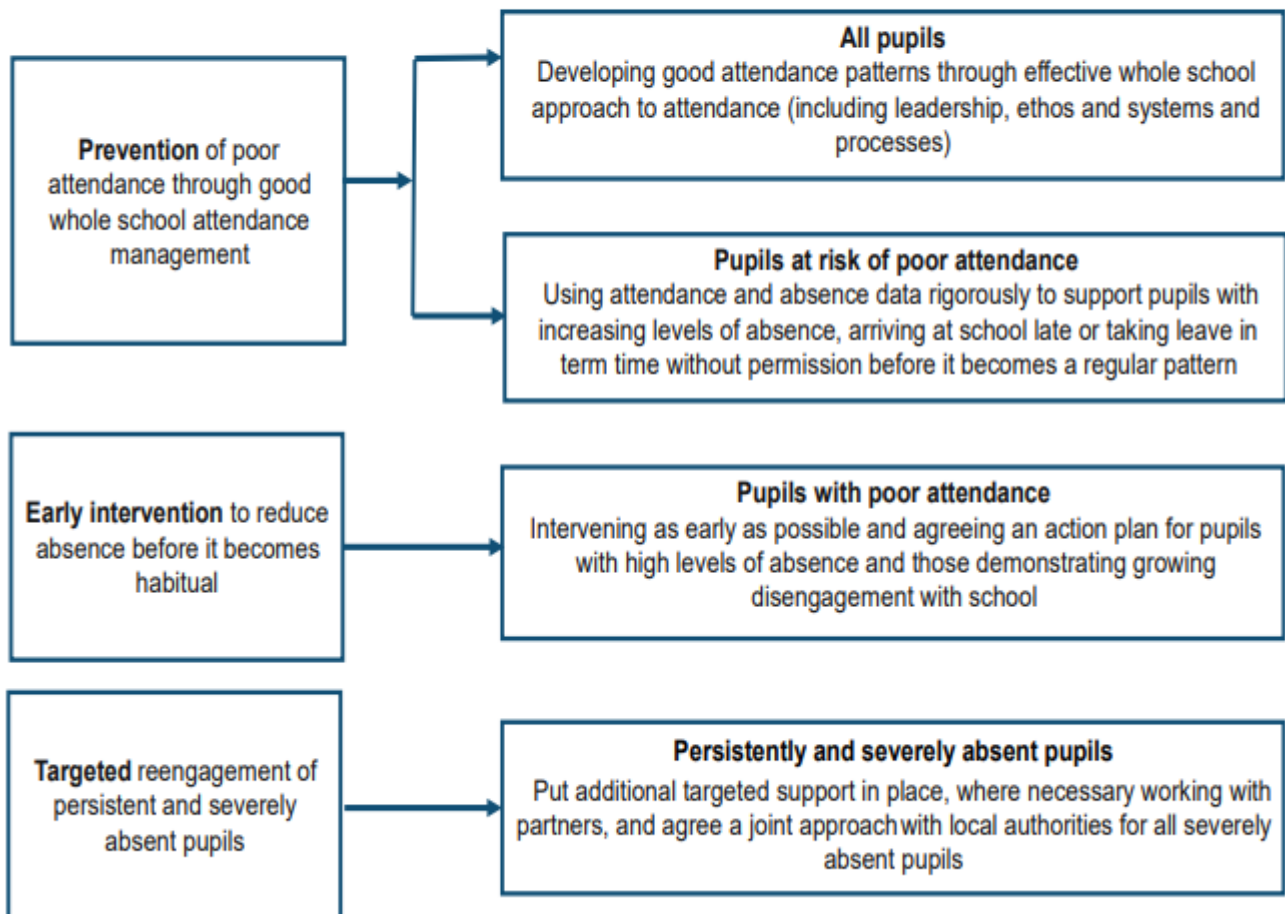 Prevention of poor
attendance through good
whole school attendance
management
All pupils
Developing good attendance patterns through effective whole school
approach to attendance (including leadership, ethos and systems and
processes)
Pupils at risk of poor attendance
Using attendance and absence data rigorously to support pupils with
increasing levels of absence, arriving at school late or taking leave in
term time without permission before it becomes a regular pattern
Early intervention to reduce
absence before it becomes
habitual
Pupils with poor attendance
Intervening as early as possible and agreeing an action plan for pupils
with high levels of absence and those demonstrating growing
disengagement with school
Targeted reengagement of
persistent and severely
absent pupils
Persistently and severely absent pupils
Put additional targeted support in place, where necessary working with
partners, and agree a joint approach with local authorities for all severely
absent pupils